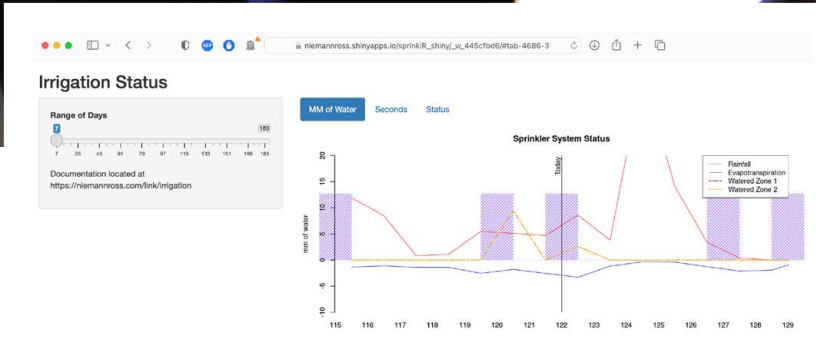 ABP
niemannross.shinyapps.io/sprinklR_shiny/_w_445cfbd6/#tab-4686-3
Irrigation Status
Range of Days
7
183
7 25 43 61 79 97 115 133 151 169 183
Documentation located at
https://niemannross.com/link/irrigation
MM of Water
Seconds
Status
Sprinkler System Status
mm of water
20
15
10
5
0
-5
-10
Today
Rainfall
Evapotranspiration
Watered Zone 1
Watered Zone 2
115 116 117 118 119 120 121 122 123 124 125 126 127 128 129